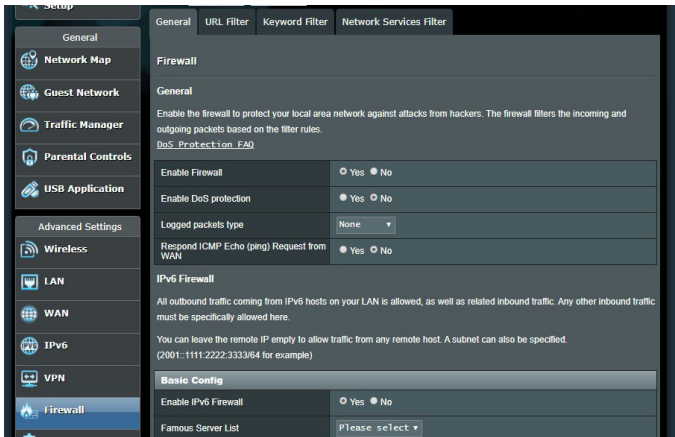 Setup
General
Network Map
Guest Network
Traffic Manager
Parental Controls
USB Application
Advanced Settings
Wireless
LAN
WAN
IPv6
VPN
Firewall
General URL Filter Keyword Filter Network Services Filter
Firewall
General
Enable the firewall to protect your local area network against attacks from hackers. The firewall filters the incoming and
outgoing packets based on the filter rules.
DoS Protection FAQ
Enable Firewall Yes No
Enable DoS protection Yes No
Logged packets type None
Respond ICMP Echo (ping) Request from
WAN Yes No
IPv6 Firewall
All outbound traffic coming from IPv6 hosts on your LAN is allowed, as well as related inbound traffic. Any other inbound traffic
must be specifically allowed here.
You can leave the remote IP empty to allow traffic from any remote host. A subnet can also be specified.
(2001::1111:2222:3333/64 for example)
Basic Config
Enable IPv6 Firewall Yes No
Famous Server List Please select